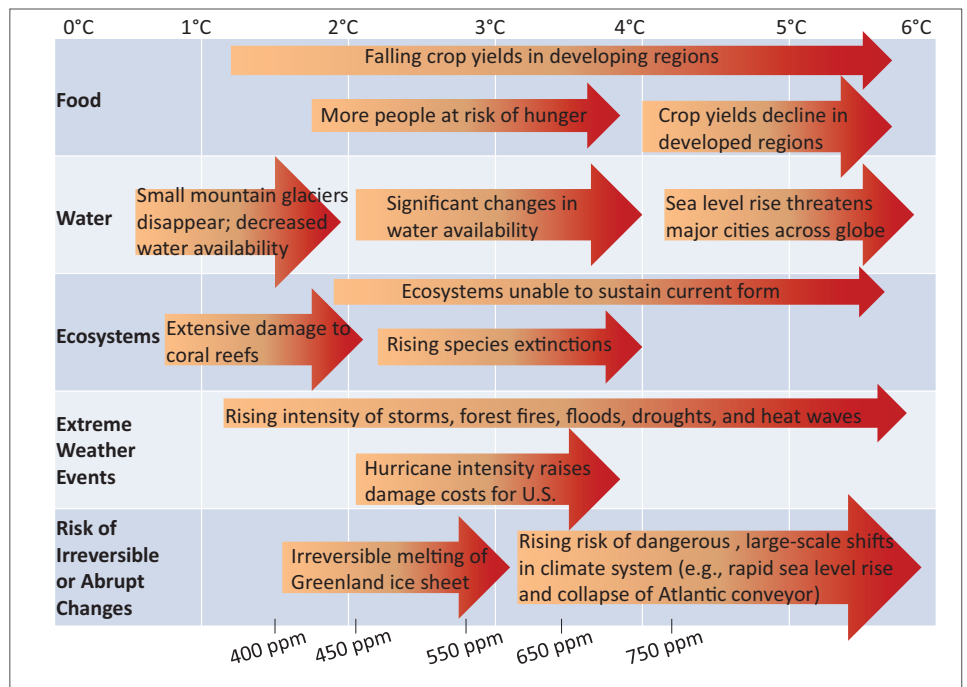 0°C 1°C 2°C 3°C 4°C 5°C 6°C
Food
Falling crop yields in developing regions
More people at risk of hunger
Crop yields decline in
developed regions
Water
Small mountain glaciers
disappear; decreased
water availability
Significant changes in
water availability
Sea level rise threatens
major cities across globe
Ecosystems
Ecosystems unable to sustain current form
Extensive damage to
coral reefs
Rising species extinctions
Extreme
Weather
Events
Rising intensity of storms, forest fires, floods, droughts, and heat waves
Hurricane intensity raises
damage costs for U.S.
Risk of
Irreversible
or Abrupt
Changes
Irreversible melting of
Greenland ice sheet
Rising risk of dangerous , large-scale shifts
in climate system (e.g., rapid sea level rise
and collapse of Atlantic conveyor)
400 ppm 450 ppm 550 ppm 650 ppm 750 ppm